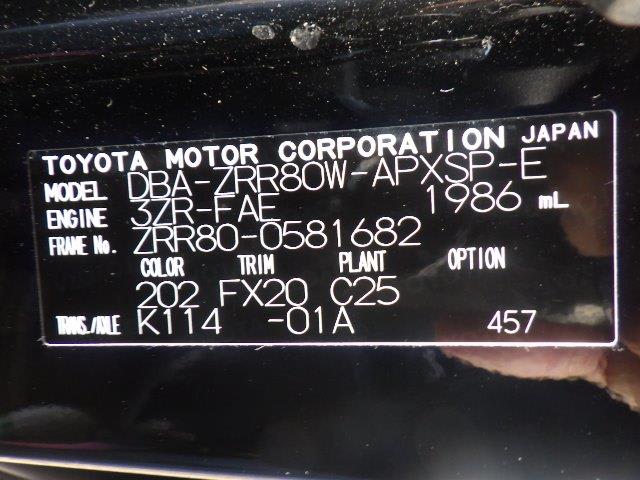 TOYOTA MOTOR CORPORATION JAPAN
MODEL DBA-ZRR80W-APXSP-E
ENGINE 3ZR-FAE 1986 mL
FRAME No. ZRR80-0581682
COLOR TRIM PLANT OPTION
202 FX20 C25
TRANS./AXLE K114 -01A 457